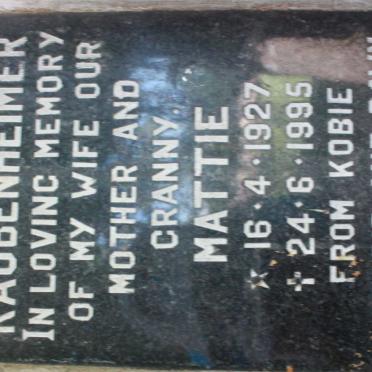 RAUBENHEIMER
IN LOVING MEMORY
OF MY WIFE OUR
MOTHER AND
GRANNY.
MATTIE
* 16·4·1927
✝ 24·6·1995
FROM KOBIE